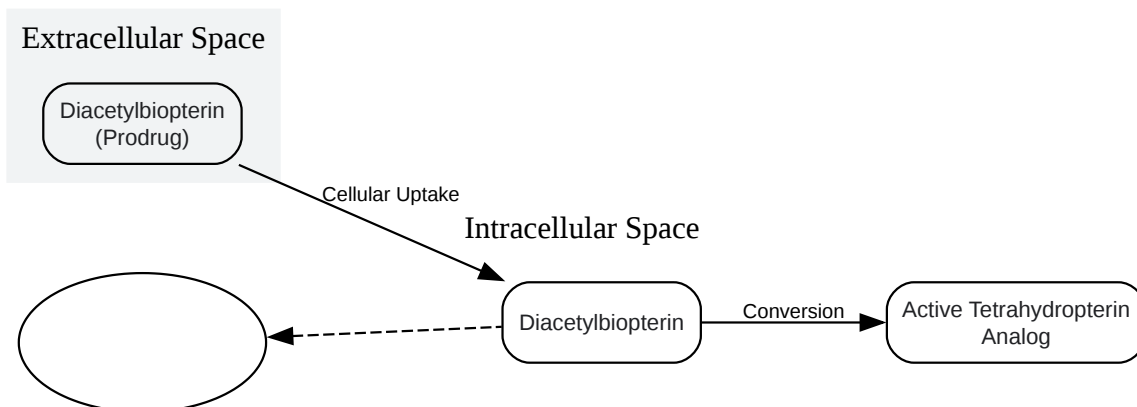 Extracellular Space
Diacetylbiopterin
(Prodrug)
Cellular Uptake
Intracellular Space
Diacetylbiopterin
Conversion
Active Tetrahydropterin
Analog